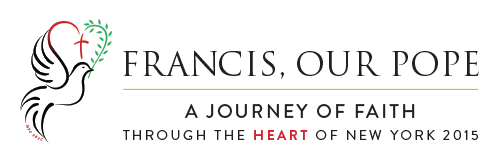 FRANCIS, OUR POPE
A JOURNEY OF FAITH
THROUGH THE HEART OF NEW YORK 2015